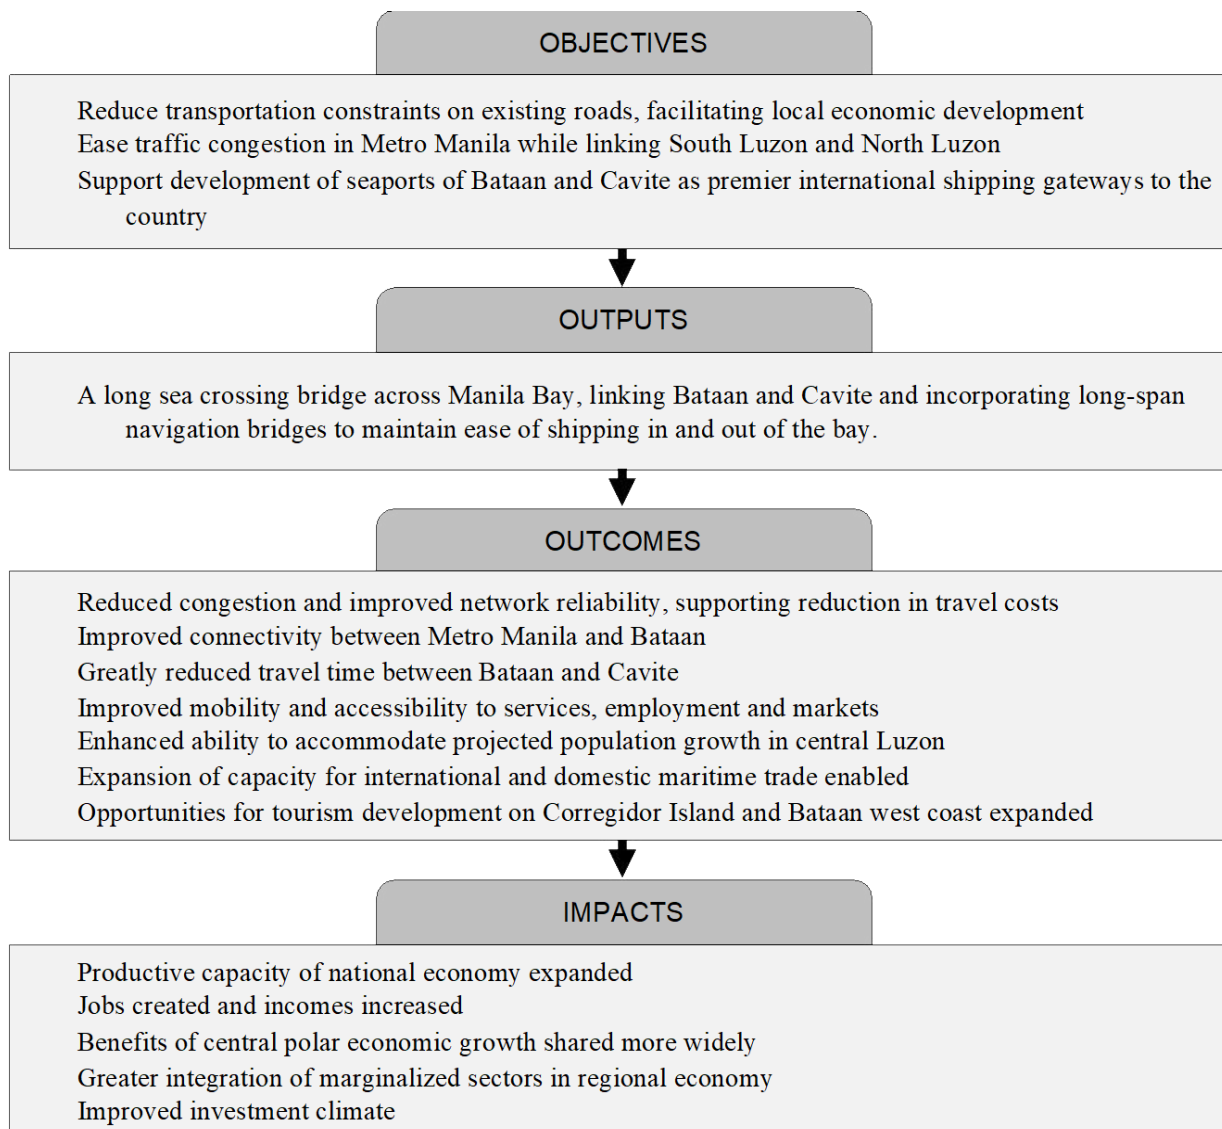 OBJECTIVES
Reduce transportation constraints on existing roads, facilitating local economic development
Ease traffic congestion in Metro Manila while linking South Luzon and North Luzon
Support development of seaports of Bataan and Cavite as premier international shipping gateways to the
country
OUTPUTS
A long sea crossing bridge across Manila Bay, linking Bataan and Cavite and incorporating long-span
navigation bridges to maintain ease of shipping in and out of the bay.
OUTCOMES
Reduced congestion and improved network reliability, supporting reduction in travel costs
Improved connectivity between Metro Manila and Bataan
Greatly reduced travel time between Bataan and Cavite
Improved mobility and accessibility to services, employment and markets
Enhanced ability to accommodate projected population growth in central Luzon
Expansion of capacity for international and domestic maritime trade enabled
Opportunities for tourism development on Corregidor Island and Bataan west coast expanded
IMPACTS
Productive capacity of national economy expanded
Jobs created and incomes increased
Benefits of central polar economic growth shared more widely
Greater integration of marginalized sectors in regional economy
Improved investment climate